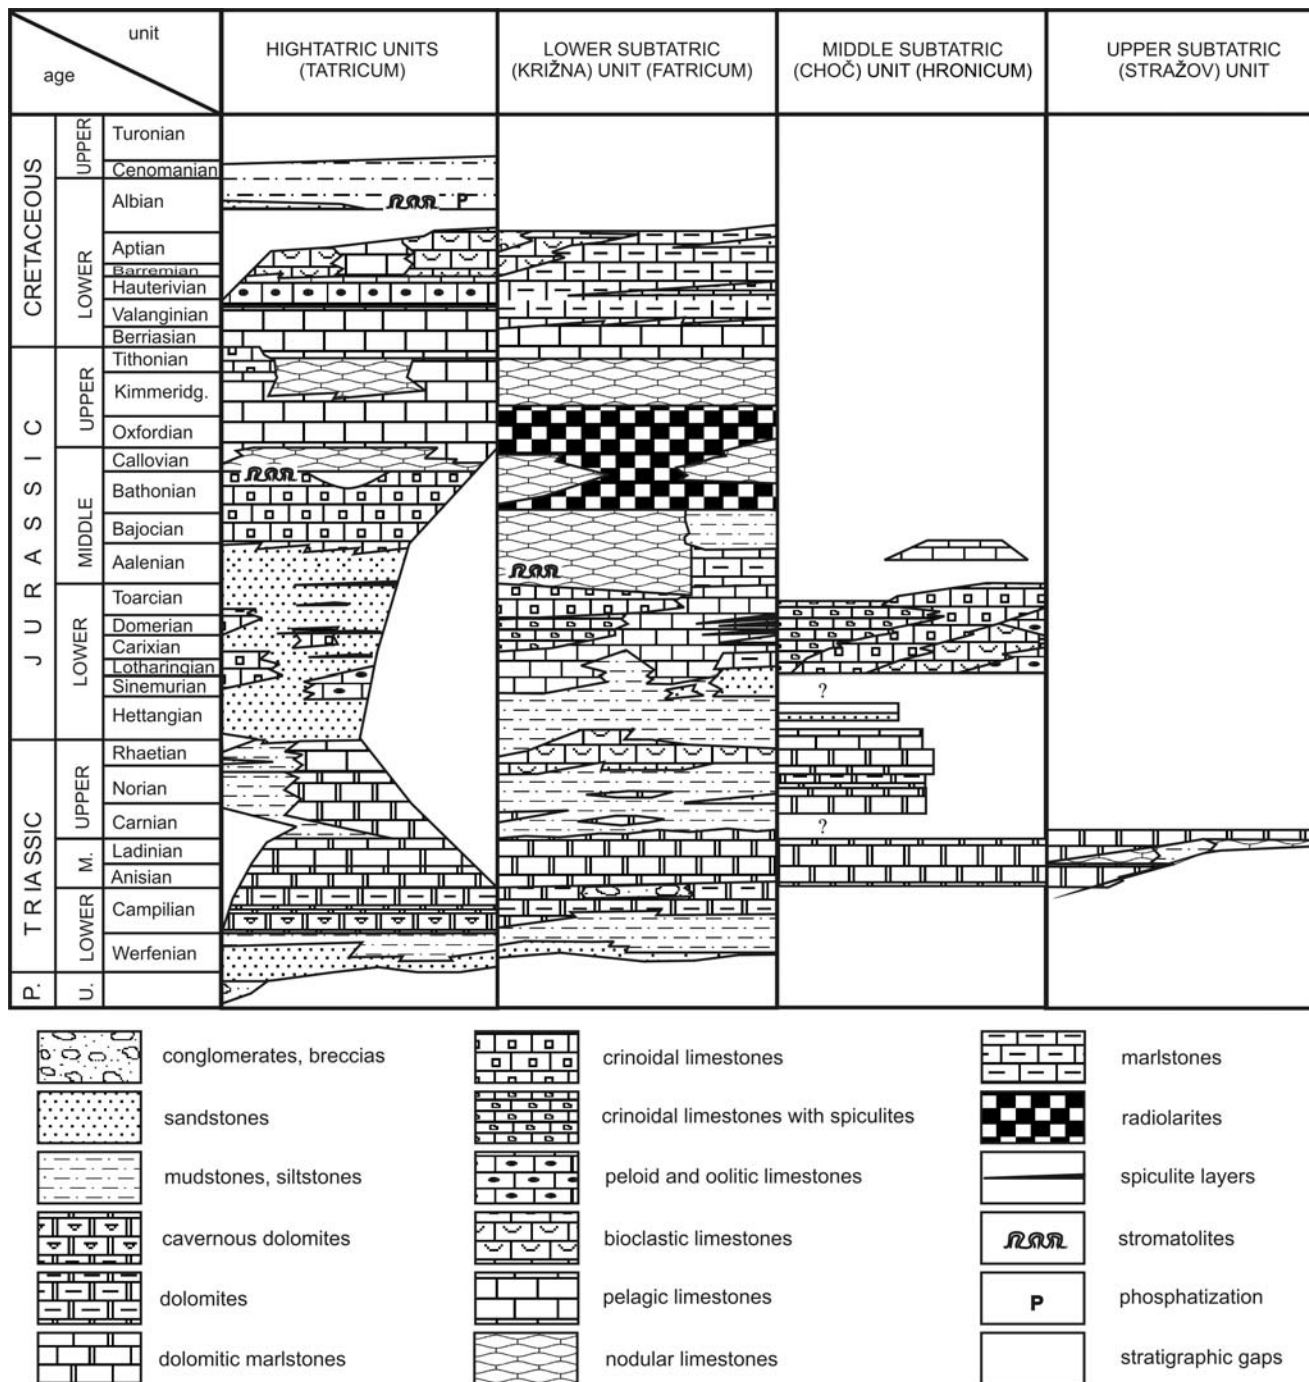 unit
age
HIGHTATRIC UNITS
(TATRICUM)
LOWER SUBTATRIC
(KRIŽNA) UNIT (FATRICUM)
MIDDLE SUBTATRIC
(CHOČ) UNIT (HRONICUM)
UPPER SUBTATRIC
(STRAŽOV) UNIT
CRETACEOUS
UPPER
Turonian
Cenomanian
LOWER
Albian
P
Aptian
Barremian
Hauterivian
Valanginian
Berriasian
JURASSIC
UPPER
Tithonian
Kimmeridg.
Oxfordian
MIDDLE
Callovian
Bathonian
Bajocian
Aalenian
LOWER
Toarcian
Domerian
Carixian
Lotharingian
Sinemurian
?
Hettangian
TRIASSIC
UPPER
Rhaetian
Norian
Carnian
?
M.
Ladinian
Anisian
LOWER
Campilian
Werfenian
P.
U.
conglomerates, breccias
sandstones
mudstones, siltstones
cavernous dolomites
dolomites
dolomitic marlstones
crinoidal limestones
crinoidal limestones with spiculites
peloid and oolitic limestones
bioclastic limestones
pelagic limestones
nodular limestones
marlstones
radiolarites
spiculite layers
stromatolites
P
phosphatization
stratigraphic gaps